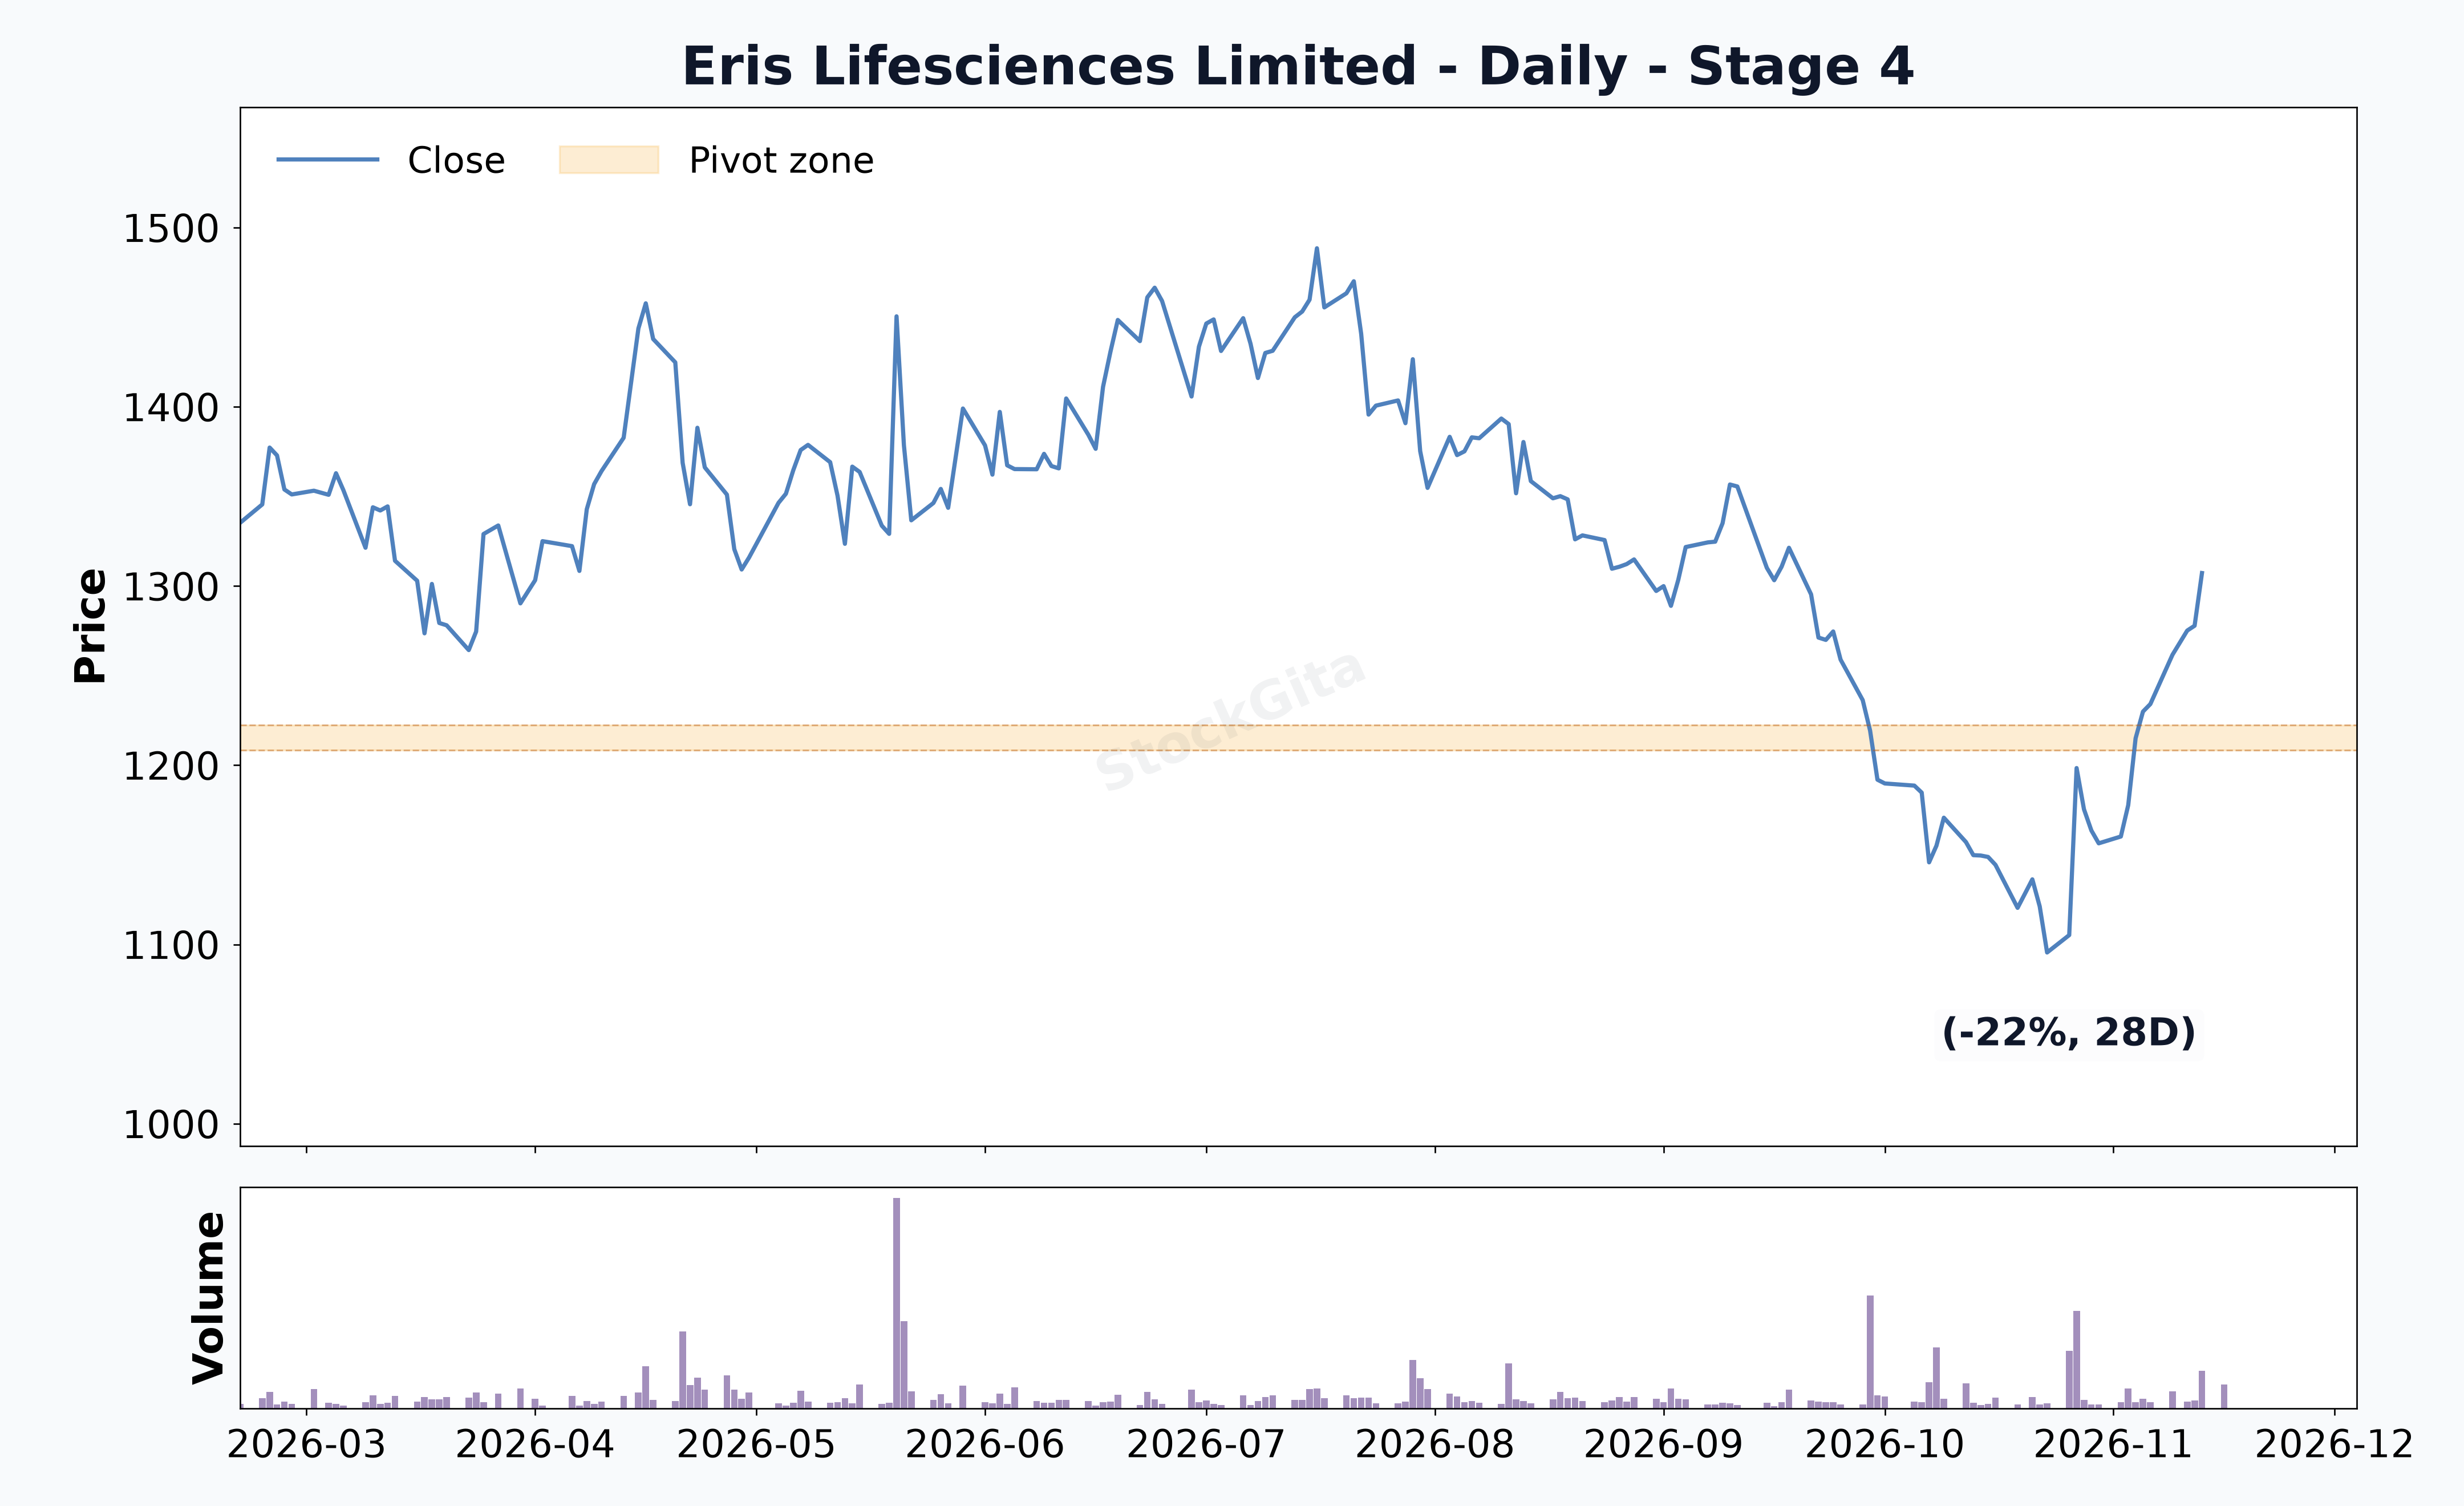 Eris Lifesciences Limited - Daily - Stage 4
Close
Pivot zone
1500
1400
1300
1200
1100
1000
Price
StockGita
(-22%, 28D)
Volume
2026-03
2026-04
2026-05
2026-06
2026-07
2026-08
2026-09
2026-10
2026-11
2026-12